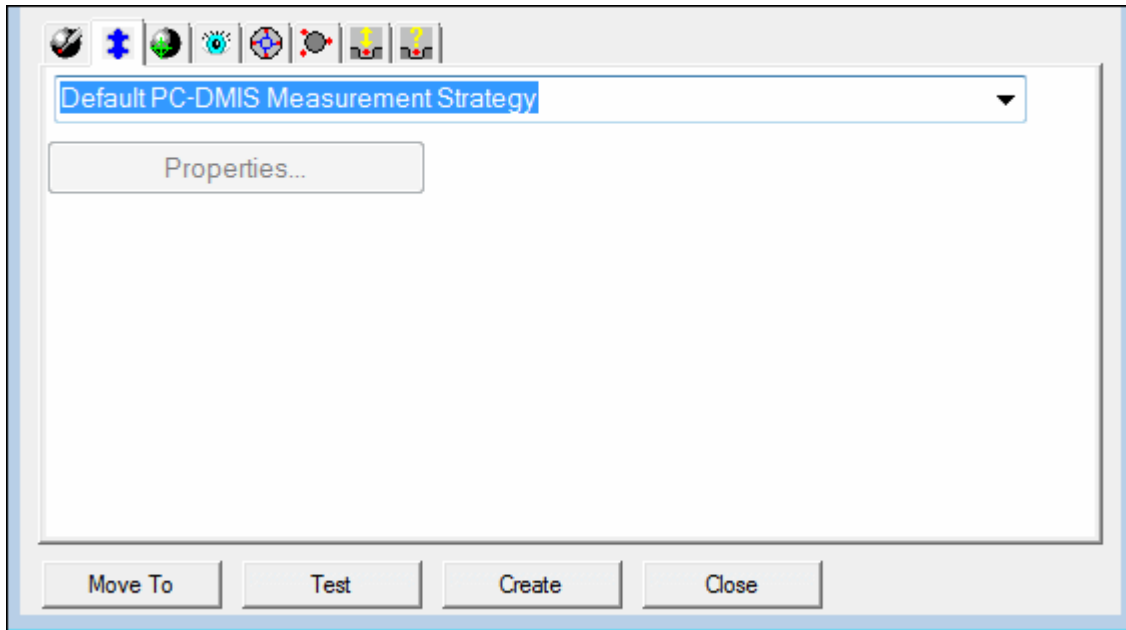 Default PC-DMIS Measurement Strategy
Properties...
Move To Test Create Close